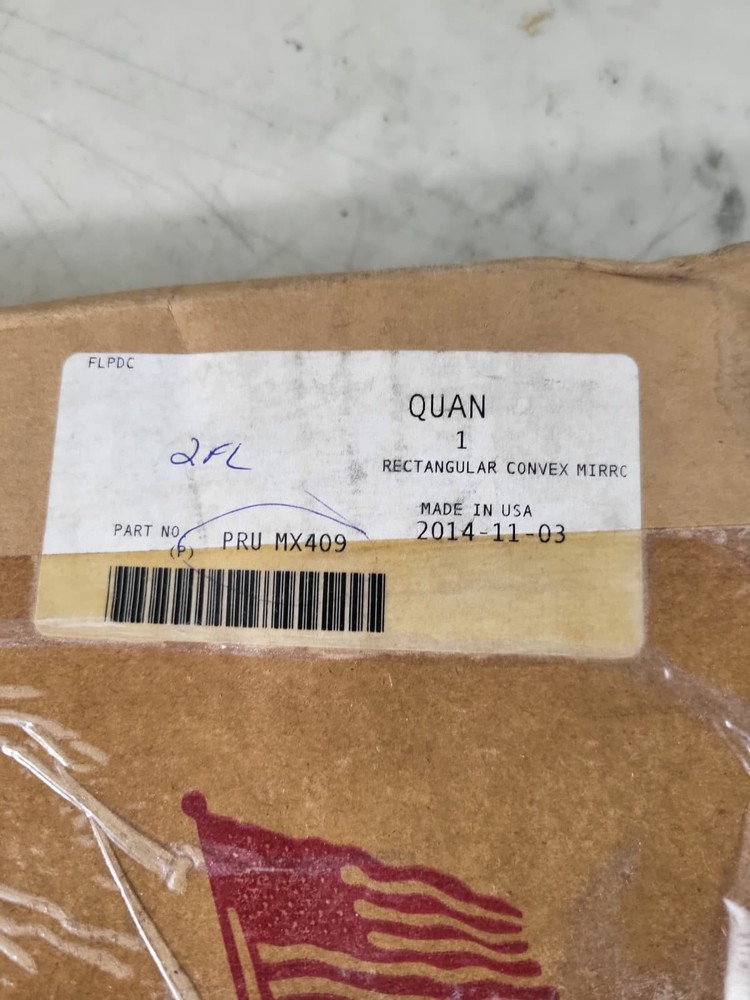 FLPDC
QUAN
1
2FL
RECTANGULAR CONVEX MIRRC
MADE IN USA
PART NO
(P) PRU MX409
2014-11-03